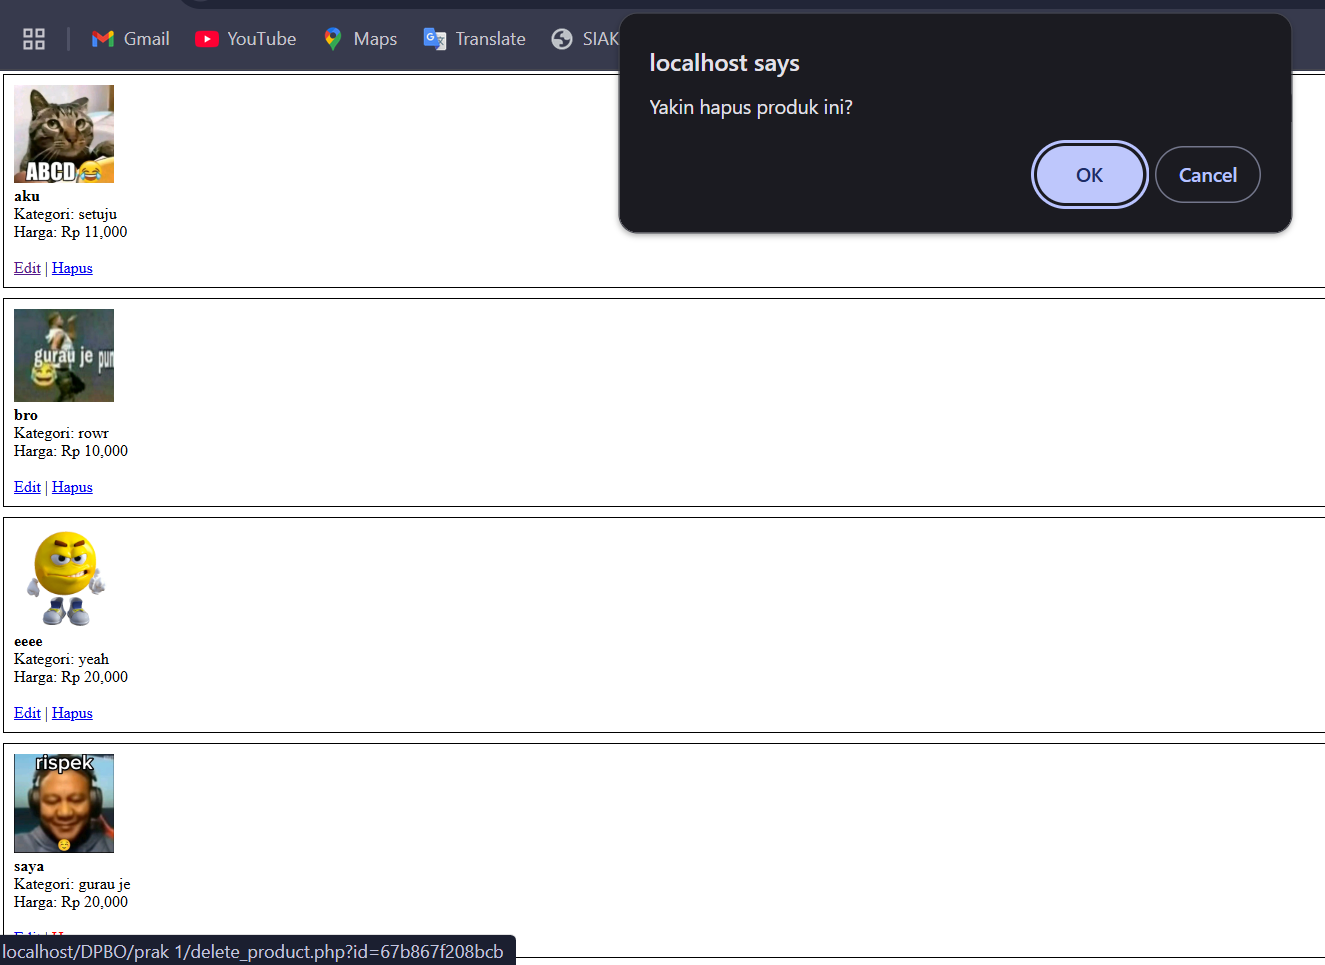 Gmail
YouTube
Maps
Translate
SIAK
localhost says
Yakin hapus produk ini?
OK
Cancel
ABCD😂
aku
Kategori: setuju
Harga: Rp 11,000
Edit | Hapus
gurau je pun
bro
Kategori: rowr
Harga: Rp 10,000
Edit | Hapus
eeee
Kategori: yeah
Harga: Rp 20,000
Edit | Hapus
rispek
saya
Kategori: gurau je
Harga: Rp 20,000
localhost/DPBO/prak 1/delete_product.php?id=67b867f208bcb